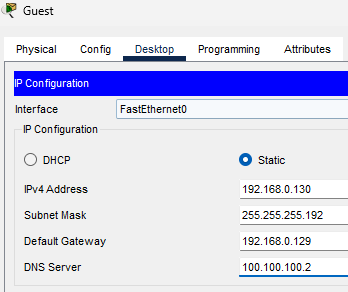 Guest
Physical Config Desktop Programming Attributes
IP Configuration
Interface FastEthernet0
IP Configuration
DHCP Static
IPv4 Address 192.168.0.130
Subnet Mask 255.255.255.192
Default Gateway 192.168.0.129
DNS Server 100.100.100.2